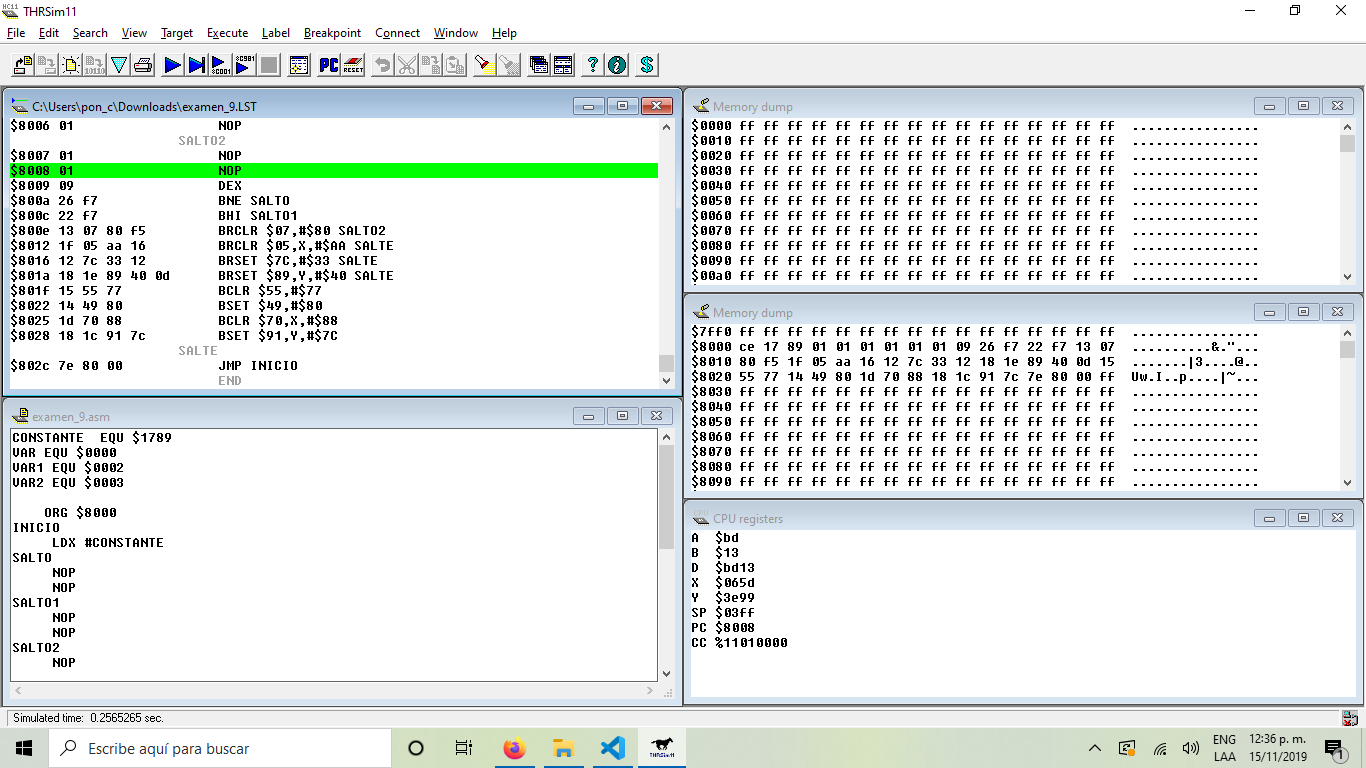 HC11
THRSim11
File Edit Search View Target Execute Label Breakpoint Connect Window Help
10110 $C001 $C901 PC RESET ? $
C:\Users\pon_c\Downloads\examen_9.LST
$8006 01 NOP
SALTO2
$8007 01 NOP
$8008 01 NOP
$8009 09 DEX
$800a 26 f7 BNE SALTO
$800c 22 f7 BHI SALTO1
$800e 13 07 80 f5 BRCLR $07,#$80 SALTO2
$8012 1f 05 aa 16 BRCLR $05,X,#$AA SALTE
$8016 12 7c 33 12 BRSET $7C,#$33 SALTE
$801a 18 1e 89 40 0d BRSET $89,Y,#$40 SALTE
$801f 15 55 77 BCLR $55,#$77
$8022 14 49 80 BSET $49,#$80
$8025 1d 70 88 BCLR $70,X,#$88
$8028 18 1c 91 7c BSET $91,Y,#$7C
SALTE
$802c 7e 80 00 JMP INICIO
END
examen_9.asm
CONSTANTE EQU $1789
VAR EQU $0000
VAR1 EQU $0002
VAR2 EQU $0003
ORG $8000
INICIO
LDX #CONSTANTE
SALTO
NOP
NOP
SALTO1
NOP
NOP
SALTO2
NOP
Memory dump
$0000 ff ff ff ff ff ff ff ff ff ff ff ff ff ff ff ff ................
$0010 ff ff ff ff ff ff ff ff ff ff ff ff ff ff ff ff ................
$0020 ff ff ff ff ff ff ff ff ff ff ff ff ff ff ff ff ................
$0030 ff ff ff ff ff ff ff ff ff ff ff ff ff ff ff ff ................
$0040 ff ff ff ff ff ff ff ff ff ff ff ff ff ff ff ff ................
$0050 ff ff ff ff ff ff ff ff ff ff ff ff ff ff ff ff ................
$0060 ff ff ff ff ff ff ff ff ff ff ff ff ff ff ff ff ................
$0070 ff ff ff ff ff ff ff ff ff ff ff ff ff ff ff ff ................
$0080 ff ff ff ff ff ff ff ff ff ff ff ff ff ff ff ff ................
$0090 ff ff ff ff ff ff ff ff ff ff ff ff ff ff ff ff ................
$00a0 ff ff ff ff ff ff ff ff ff ff ff ff ff ff ff ff ................
Memory dump
$7ff0 ff ff ff ff ff ff ff ff ff ff ff ff ff ff ff ff ................
$8000 ce 17 89 01 01 01 01 01 01 09 26 f7 22 f7 13 07 ..........&."...
$8010 80 f5 1f 05 aa 16 12 7c 33 12 18 1e 89 40 0d 15 .......|3....@..
$8020 55 77 14 49 80 1d 70 88 18 1c 91 7c 7e 80 00 ff Uw.I..p....|~...
$8030 ff ff ff ff ff ff ff ff ff ff ff ff ff ff ff ff ................
$8040 ff ff ff ff ff ff ff ff ff ff ff ff ff ff ff ff ................
$8050 ff ff ff ff ff ff ff ff ff ff ff ff ff ff ff ff ................
$8060 ff ff ff ff ff ff ff ff ff ff ff ff ff ff ff ff ................
$8070 ff ff ff ff ff ff ff ff ff ff ff ff ff ff ff ff ................
$8080 ff ff ff ff ff ff ff ff ff ff ff ff ff ff ff ff ................
$8090 ff ff ff ff ff ff ff ff ff ff ff ff ff ff ff ff ................
CPU CPU registers
A $bd
B $13
D $bd13
X $065d
Y $3e99
SP $03ff
PC $8008
CC %11010000
Simulated time: 0.2565265 sec.
Escribe aquí para buscar
THRSim11
ENG
LAA
12:36 p. m.
15/11/2019
1